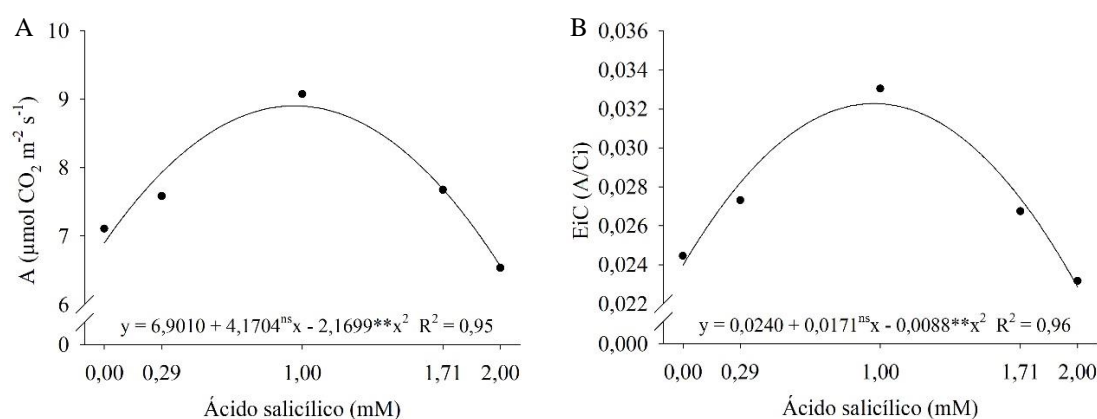 A
10
9
8
7
6
0
A (µmol CO2 m-2 s-1)
y = 6,9010 + 4,1704nsx - 2,1699**x2 R2 = 0,95
0,00 0,29 1,00 1,71 2,00
Ácido salicílico (mM)
B
0,036
0,034
0,032
0,030
0,028
0,026
0,024
0,022
0,000
EiC (A/Ci)
y = 0,0240 + 0,0171nsx - 0,0088**x2 R2 = 0,96
0,00 0,29 1,00 1,71 2,00
Ácido salicílico (mM)